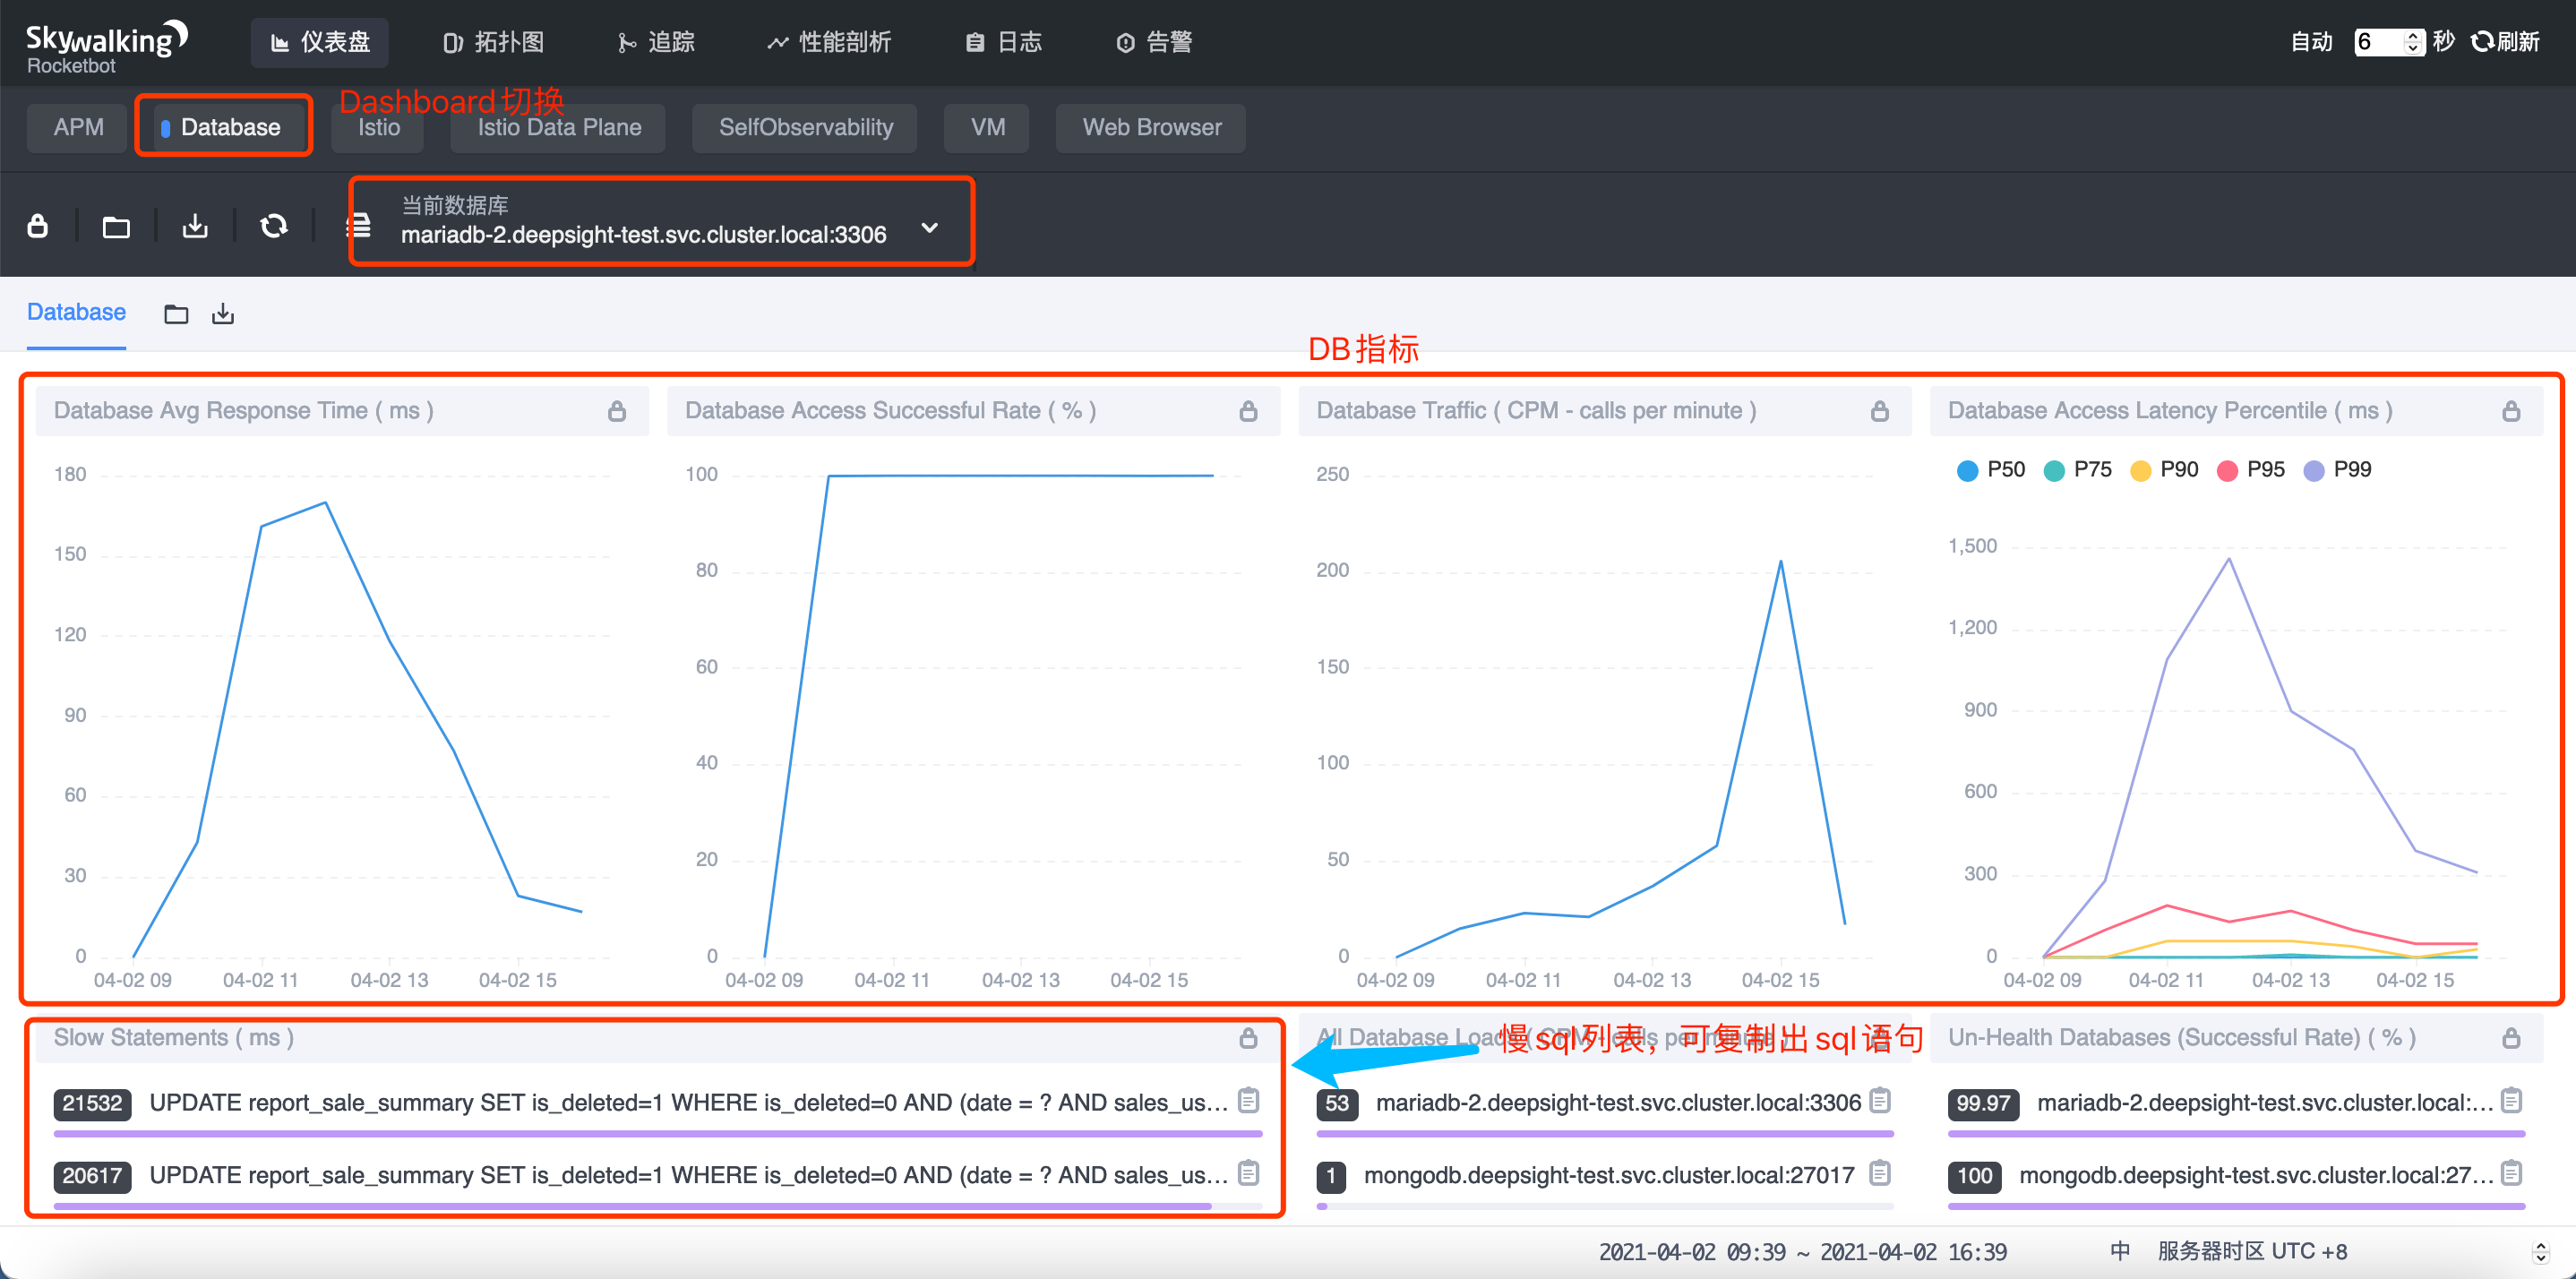 Skywalking
Rocketbot
仪表盘
拓扑图
追踪
性能剖析
日志
告警
自动 6 秒 刷新
Dashboard切换
APM
Database
Istio
Istio Data Plane
SelfObservability
VM
Web Browser
当前数据库
mariadb-2.deepsight-test.svc.cluster.local:3306
Database
DB指标
Database Avg Response Time ( ms )
180
150
120
90
60
30
0
04-02 09
04-02 11
04-02 13
04-02 15
Database Access Successful Rate ( % )
100
80
60
40
20
0
04-02 09
04-02 11
04-02 13
04-02 15
Database Traffic ( CPM - calls per minute )
250
200
150
100
50
0
04-02 09
04-02 11
04-02 13
04-02 15
Database Access Latency Percentile ( ms )
P50
P75
P90
P95
P99
1,500
1,200
900
600
300
0
04-02 09
04-02 11
04-02 13
04-02 15
Slow Statements ( ms )
21532 UPDATE report_sale_summary SET is_deleted=1 WHERE is_deleted=0 AND (date = ? AND sales_us...
20617 UPDATE report_sale_summary SET is_deleted=1 WHERE is_deleted=0 AND (date = ? AND sales_us...
All Database Loads ( CPM - calls per minute )
慢sql列表，可复制出sql语句
53 mariadb-2.deepsight-test.svc.cluster.local:3306
1 mongodb.deepsight-test.svc.cluster.local:27017
Un-Health Databases (Successful Rate) ( % )
99.97 mariadb-2.deepsight-test.svc.cluster.local:...
100 mongodb.deepsight-test.svc.cluster.local:27...
2021-04-02 09:39 ~ 2021-04-02 16:39
中
服务器时区 UTC +8